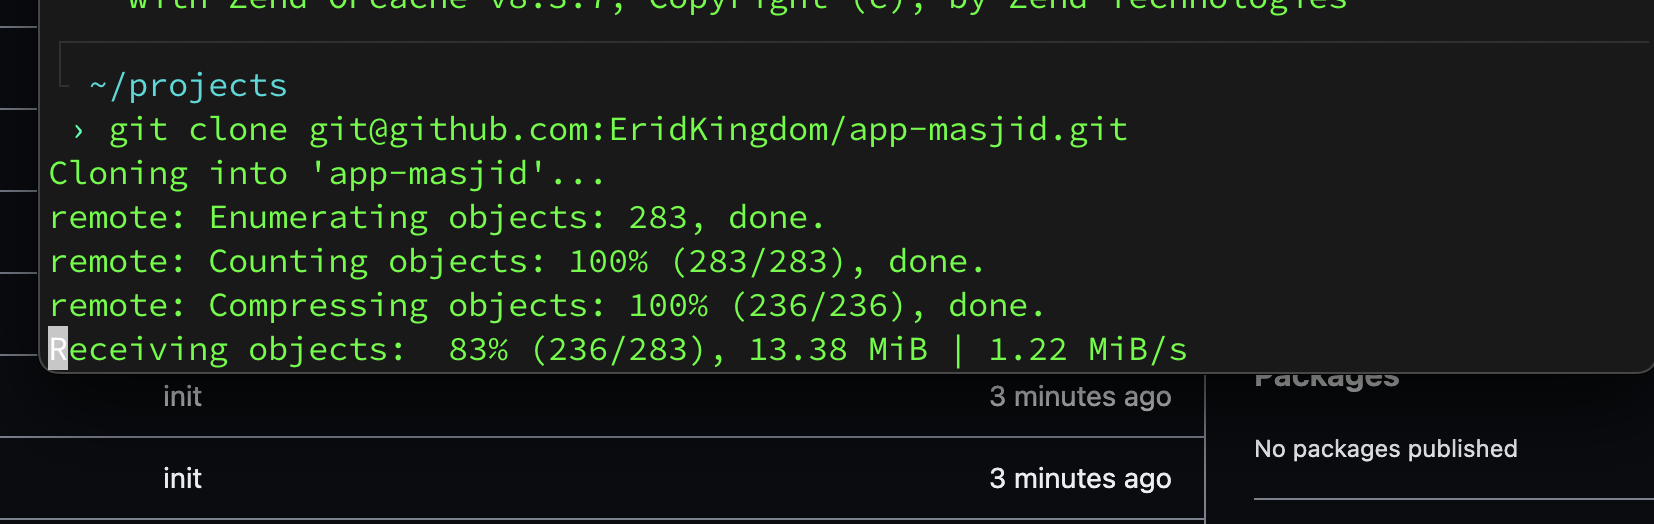 with Zend OPcache v8.3.7, Copyright (c), by Zend Technologies
~/projects
› git clone git@github.com:EridKingdom/app-masjid.git
Cloning into 'app-masjid'...
remote: Enumerating objects: 283, done.
remote: Counting objects: 100% (283/283), done.
remote: Compressing objects: 100% (236/236), done.
Receiving objects:  83% (236/283), 13.38 MiB | 1.22 MiB/s
Packages
init 3 minutes ago
No packages published
init 3 minutes ago